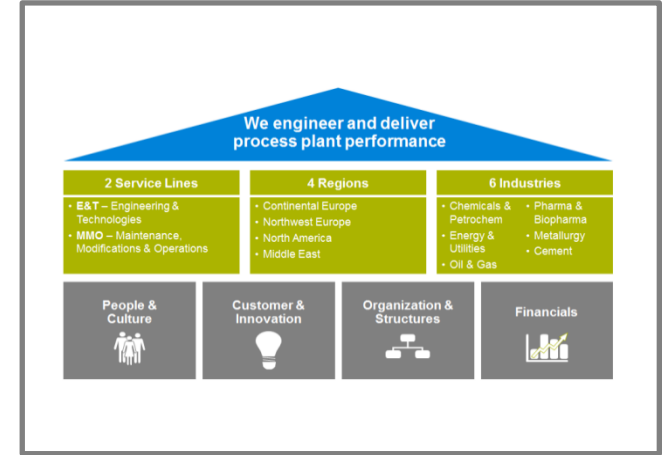 We engineer and deliver
process plant performance
2 Service Lines
• E&T – Engineering &
Technologies
• MMO – Maintenance,
Modifications & Operations
4 Regions
• Continental Europe
• Northwest Europe
• North America
• Middle East
6 Industries
• Chemicals &
Petrochem
• Energy &
Utilities
• Oil & Gas
• Pharma &
Biopharma
• Metallurgy
• Cement
People &
Culture
Customer &
Innovation
Organization &
Structures
Financials